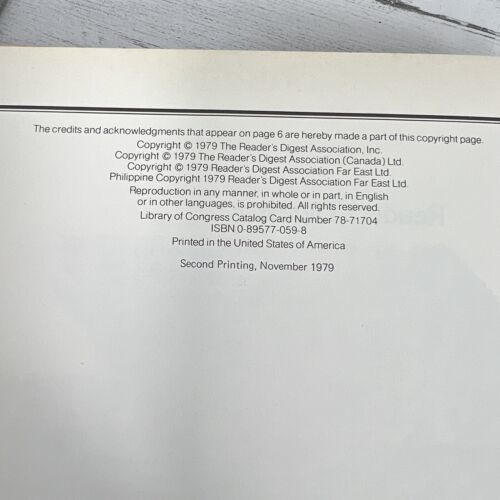 The credits and acknowledgments that appear on page 6 are hereby made a part of this copyright page.
Copyright © 1979 The Reader's Digest Association, Inc.
Copyright © 1979 The Reader's Digest Association (Canada) Ltd.
Copyright © 1979 Reader's Digest Association Far East Ltd.
Philippine Copyright 1979 Reader's Digest Association Far East Ltd.
Reproduction in any manner, in whole or in part, in English
or in other languages, is prohibited. All rights reserved.
Library of Congress Catalog Card Number 78-71704
ISBN 0-89577-059-8
Printed in the United States of America
Second Printing, November 1979